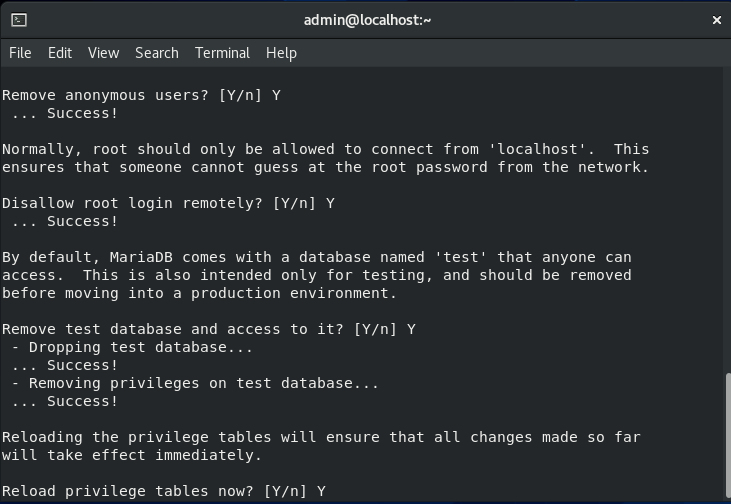 admin@localhost:~
File Edit View Search Terminal Help
Remove anonymous users? [Y/n] Y
 ... Success!
Normally, root should only be allowed to connect from 'localhost'.  This
ensures that someone cannot guess at the root password from the network.
Disallow root login remotely? [Y/n] Y
 ... Success!
By default, MariaDB comes with a database named 'test' that anyone can
access.  This is also intended only for testing, and should be removed
before moving into a production environment.
Remove test database and access to it? [Y/n] Y
 - Dropping test database...
 ... Success!
 - Removing privileges on test database...
 ... Success!
Reloading the privilege tables will ensure that all changes made so far
will take effect immediately.
Reload privilege tables now? [Y/n] Y